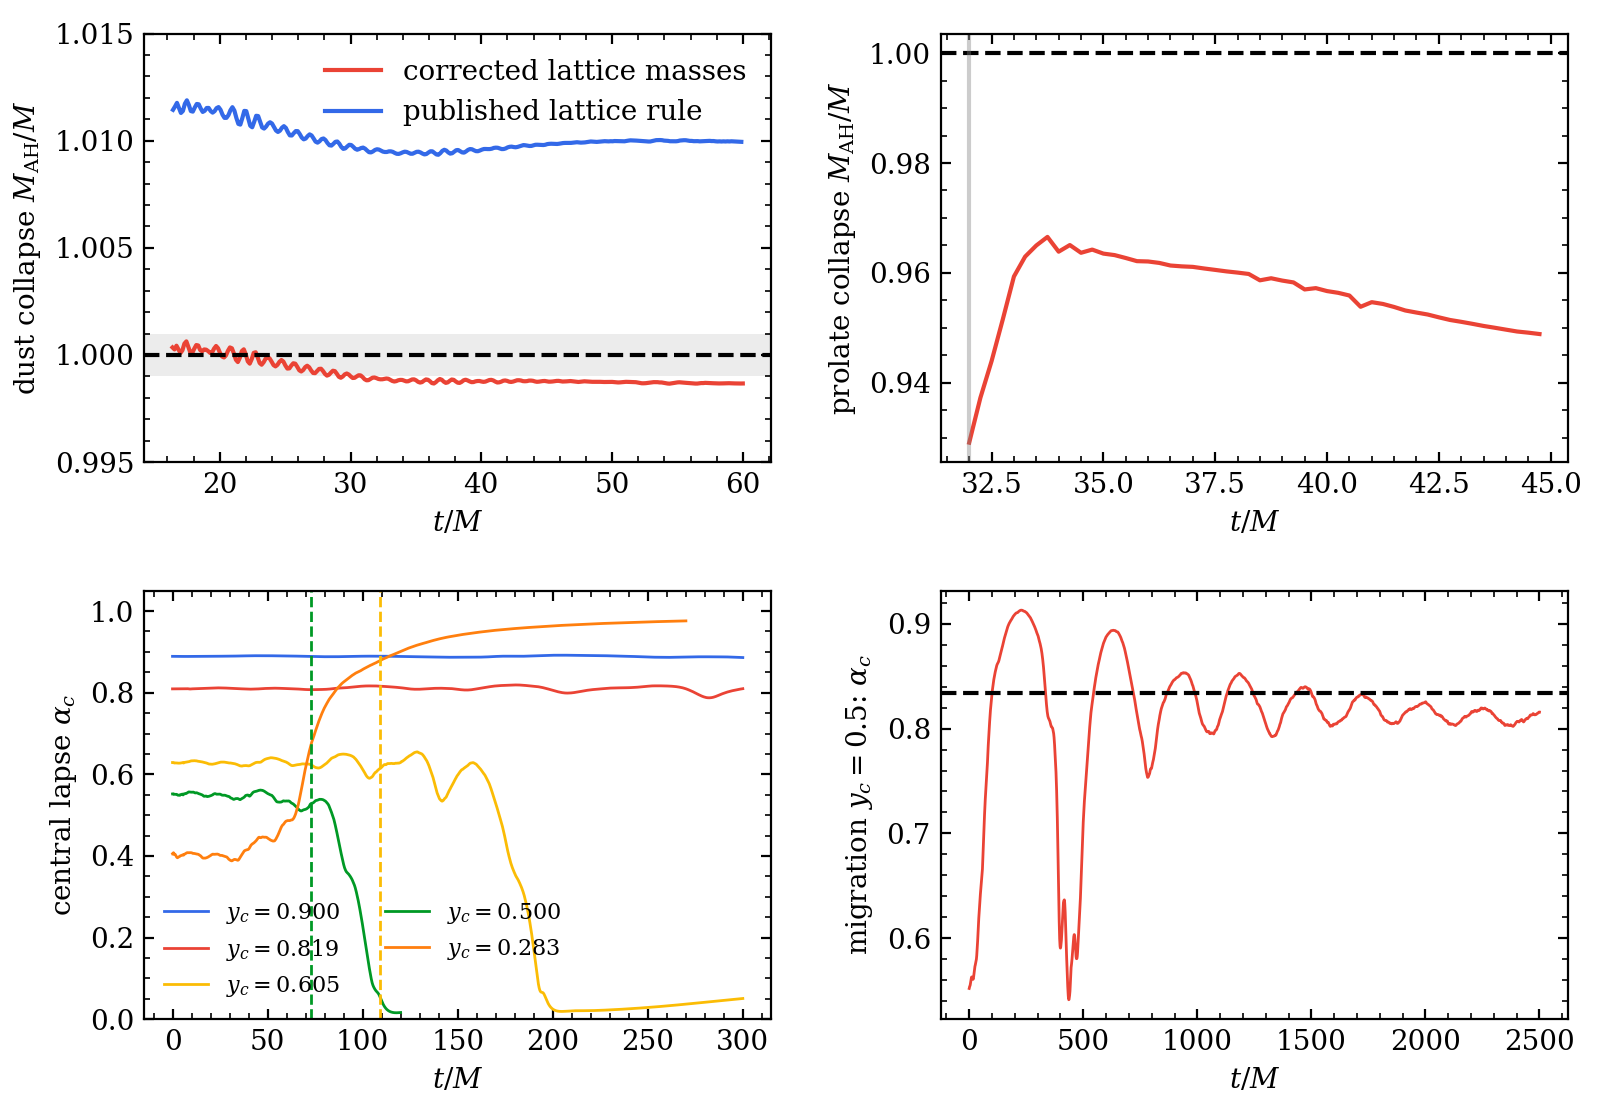 1.015
1.010
1.005
1.000
0.995
dust collapse M_AH/M
corrected lattice masses
published lattice rule
20 30 40 50 60
t/M
1.00
0.98
0.96
0.94
prolate collapse M_AH/M
32.5 35.0 37.5 40.0 42.5 45.0
t/M
1.0
0.8
0.6
0.4
0.2
0.0
central lapse α_c
y_c = 0.900
y_c = 0.819
y_c = 0.605
y_c = 0.500
y_c = 0.283
0 50 100 150 200 250 300
t/M
0.9
0.8
0.7
0.6
migration y_c = 0.5: α_c
0 500 1000 1500 2000 2500
t/M